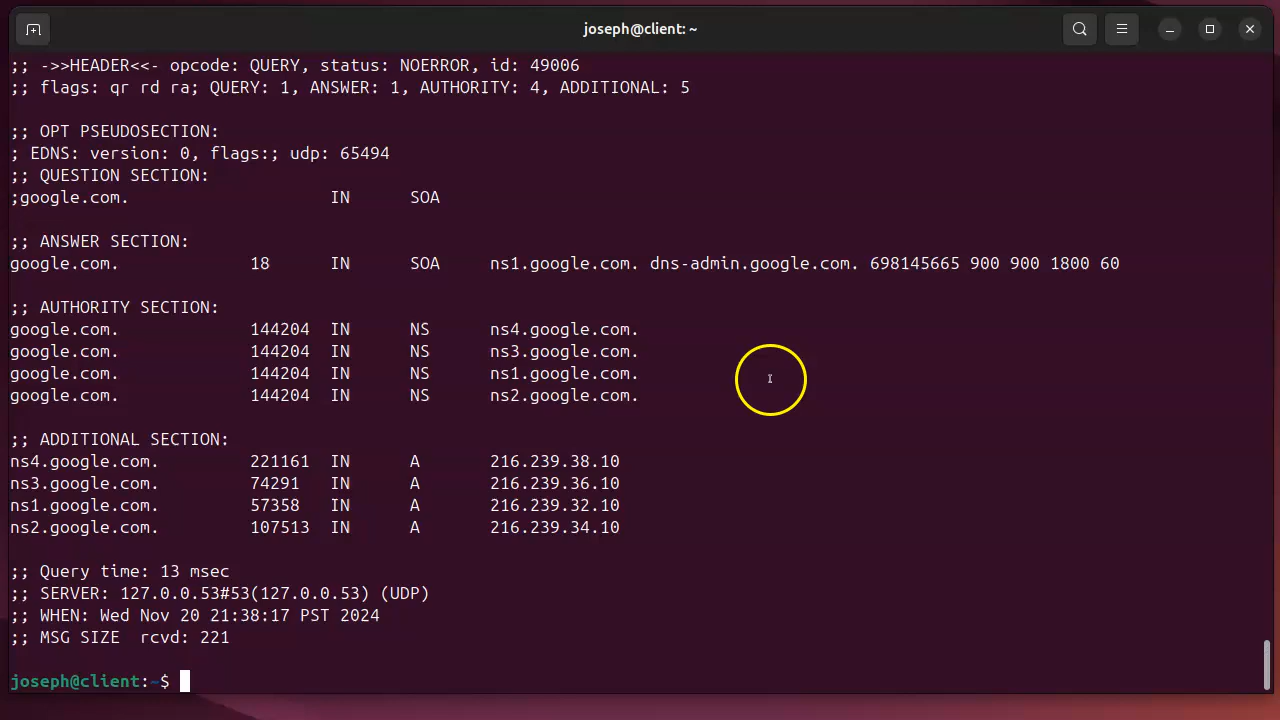 joseph@client: ~
;; ->>HEADER<<- opcode: QUERY, status: NOERROR, id: 49006
;; flags: qr rd ra; QUERY: 1, ANSWER: 1, AUTHORITY: 4, ADDITIONAL: 5
;; OPT PSEUDOSECTION:
; EDNS: version: 0, flags:; udp: 65494
;; QUESTION SECTION:
;google.com. IN SOA
;; ANSWER SECTION:
google.com. 18 IN SOA ns1.google.com. dns-admin.google.com. 698145665 900 900 1800 60
;; AUTHORITY SECTION:
google.com. 144204 IN NS ns4.google.com.
google.com. 144204 IN NS ns3.google.com.
google.com. 144204 IN NS ns1.google.com.
google.com. 144204 IN NS ns2.google.com.
;; ADDITIONAL SECTION:
ns4.google.com. 221161 IN A 216.239.38.10
ns3.google.com. 74291 IN A 216.239.36.10
ns1.google.com. 57358 IN A 216.239.32.10
ns2.google.com. 107513 IN A 216.239.34.10
;; Query time: 13 msec
;; SERVER: 127.0.0.53#53(127.0.0.53) (UDP)
;; WHEN: Wed Nov 20 21:38:17 PST 2024
;; MSG SIZE  rcvd: 221
joseph@client:~$